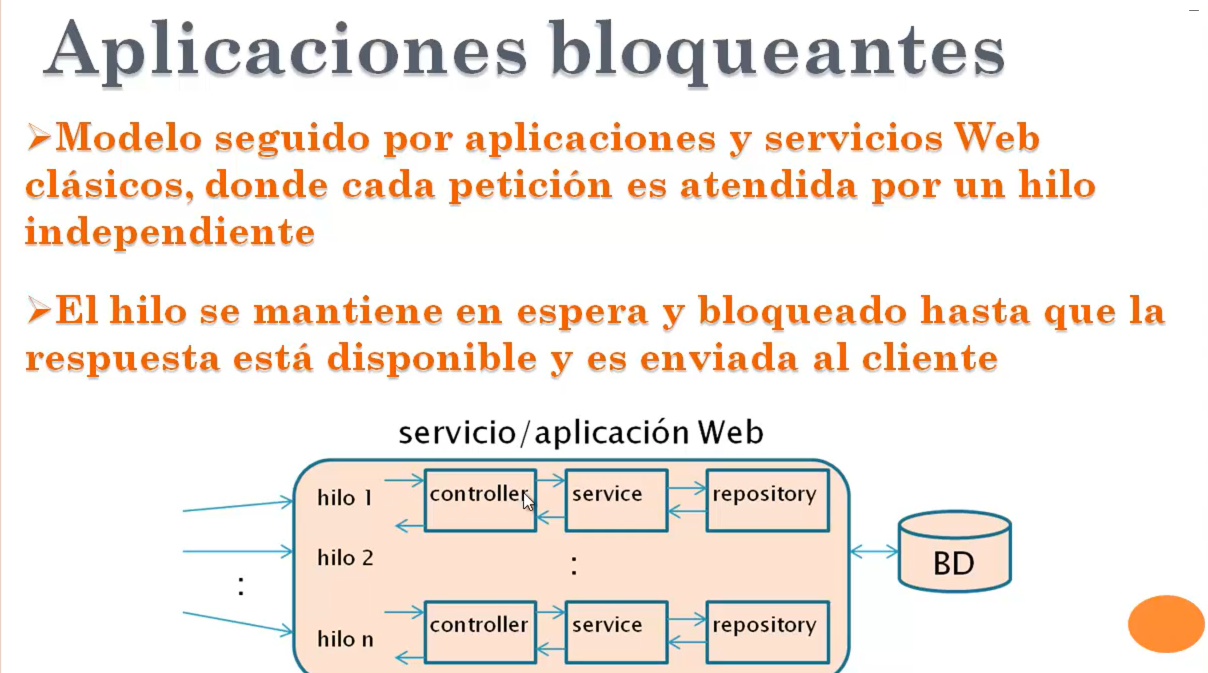 Aplicaciones bloqueantes
➢Modelo seguido por aplicaciones y servicios Web
clásicos, donde cada petición es atendida por un hilo
independiente
➢El hilo se mantiene en espera y bloqueado hasta que la
respuesta está disponible y es enviada al cliente
servicio/aplicación Web
hilo 1 controller service repository
hilo 2 :
: BD
hilo n controller service repository